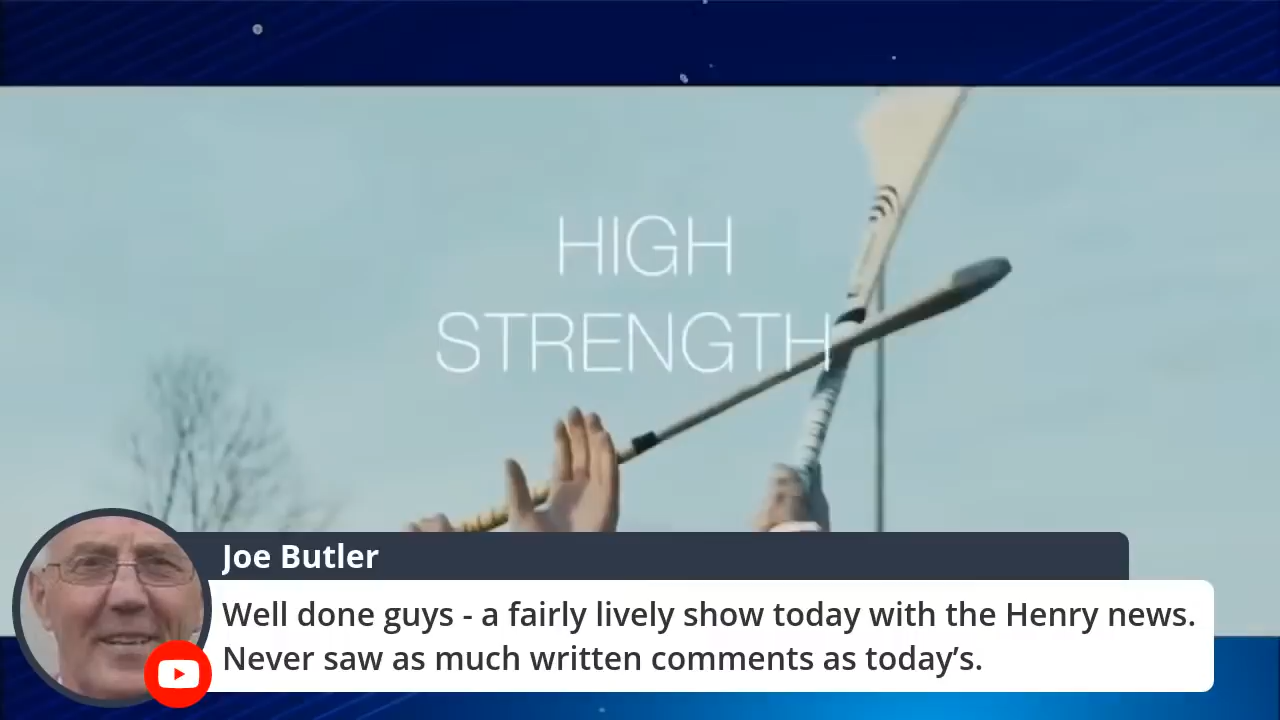 HIGH
STRENGTH
Joe Butler
Well done guys - a fairly lively show today with the Henry news.
Never saw as much written comments as today’s.